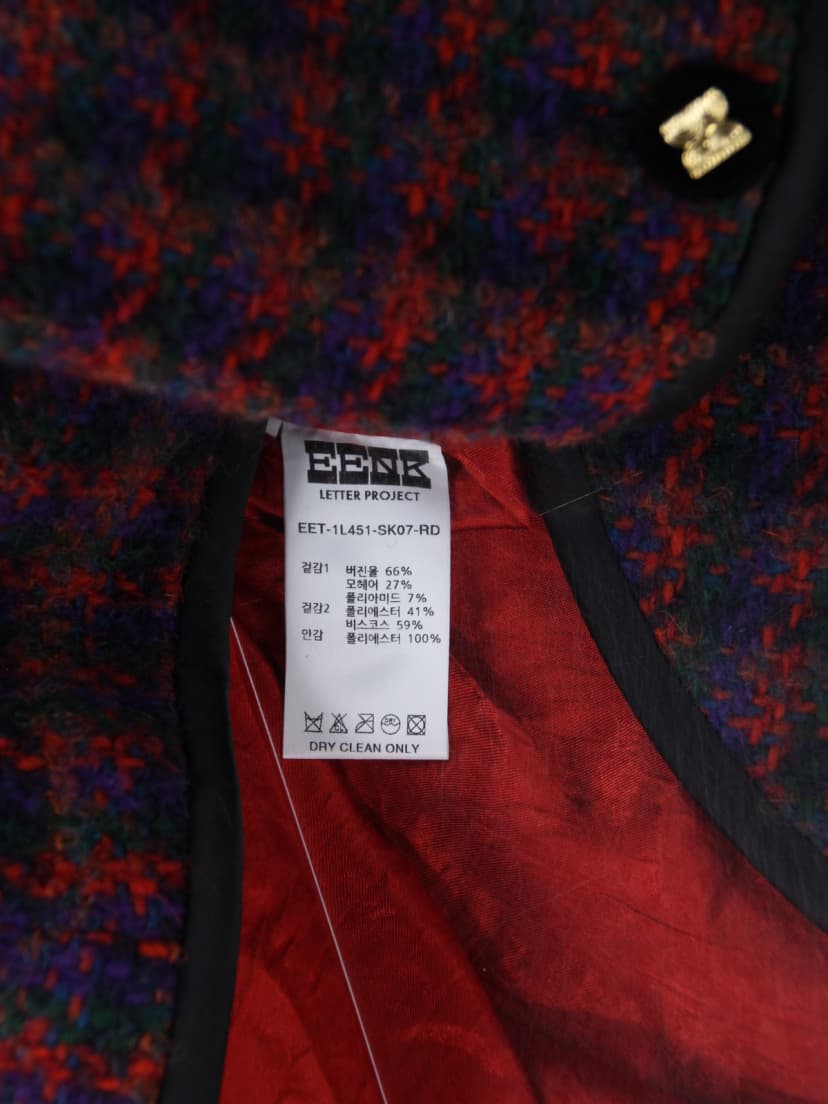 EENK
LETTER PROJECT
EET-1L451-SK07-RD
겉감1 버진울 66%
모헤어 27%
폴리아미드 7%
겉감2 폴리에스터 41%
비스코스 59%
안감 폴리에스터 100%
DRY CLEAN ONLY